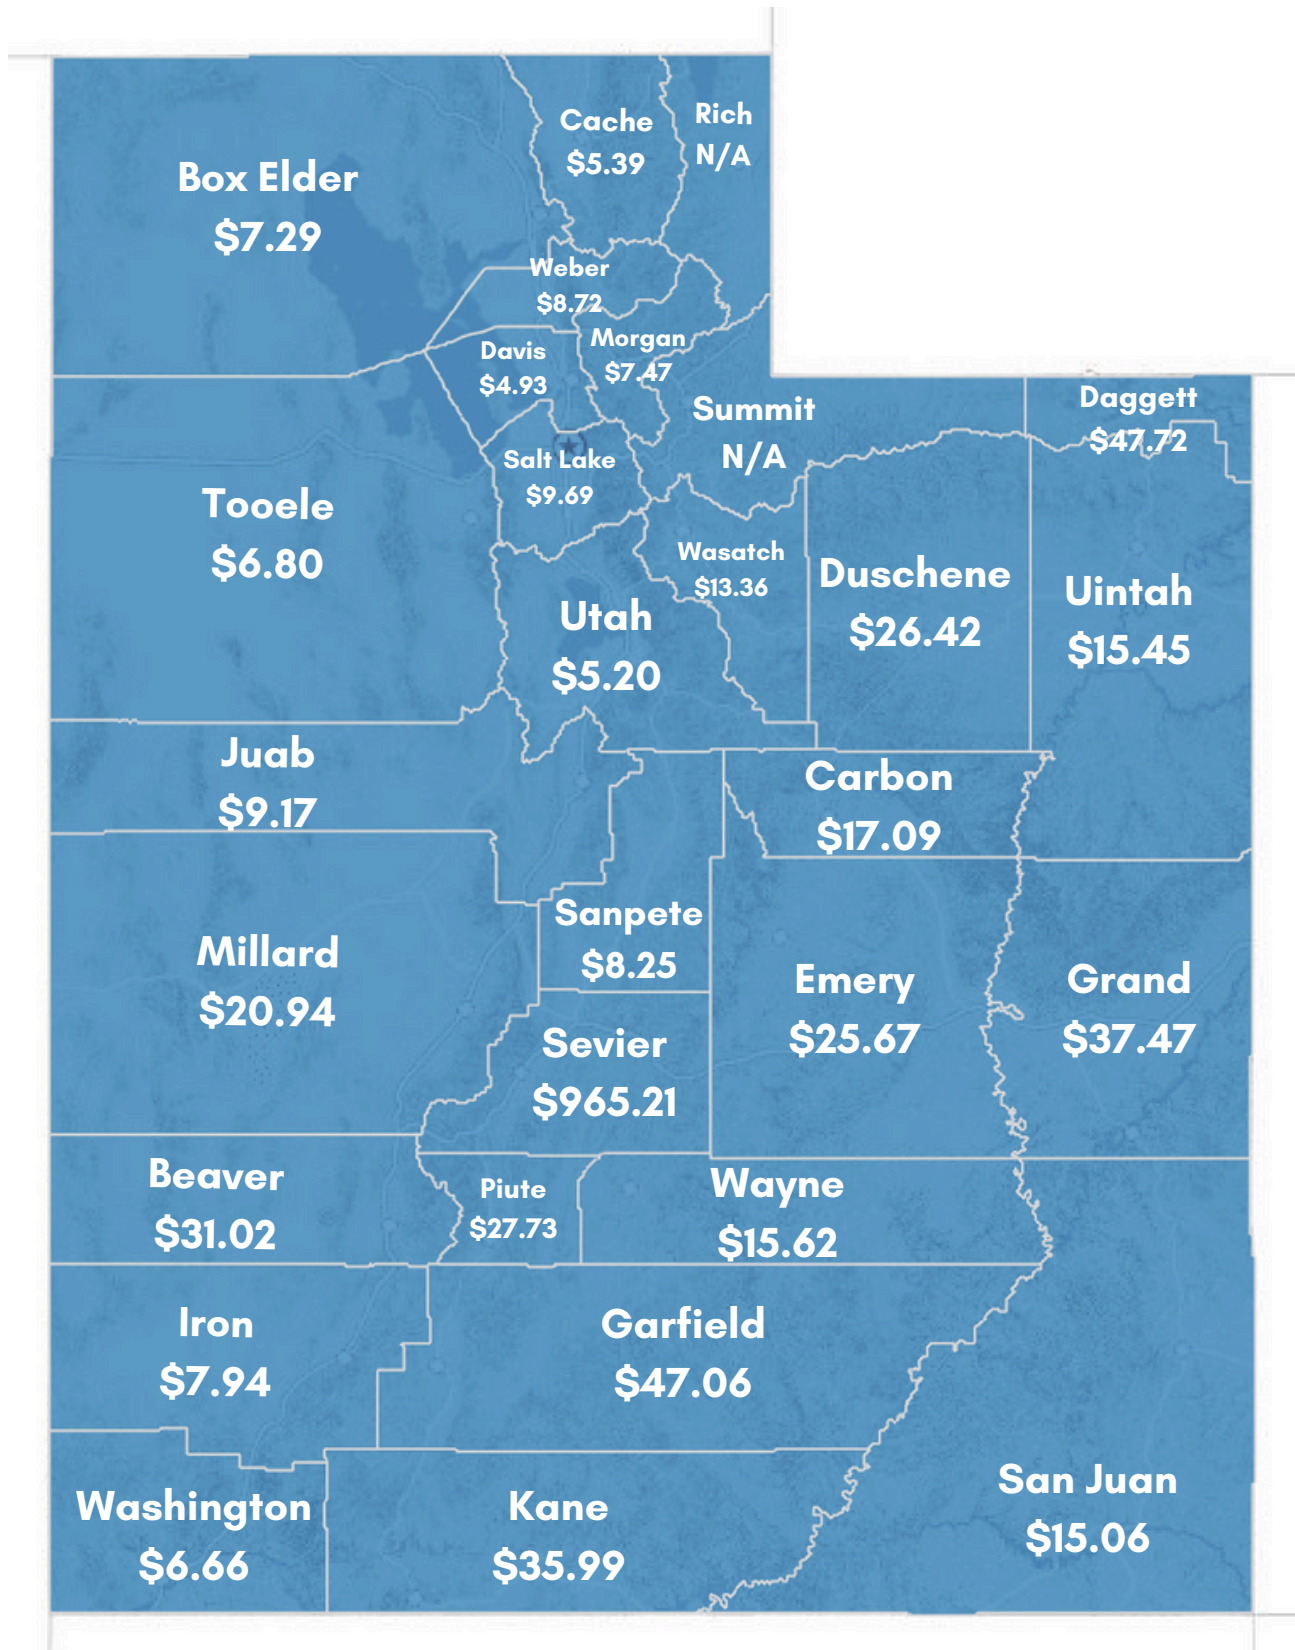 Cache
$5.39
Rich
N/A
Box Elder
$7.29
Weber
$8.72
Morgan
$7.47
Davis
$4.93
Summit
N/A
Daggett
$47.72
Salt Lake
$9.69
Tooele
$6.80
Wasatch
$13.36
Duschene
$26.42
Uintah
$15.45
Utah
$5.20
Juab
$9.17
Carbon
$17.09
Sanpete
$8.25
Millard
$20.94
Emery
$25.67
Grand
$37.47
Sevier
$965.21
Beaver
$31.02
Piute
$27.73
Wayne
$15.62
Iron
$7.94
Garfield
$47.06
Washington
$6.66
Kane
$35.99
San Juan
$15.06